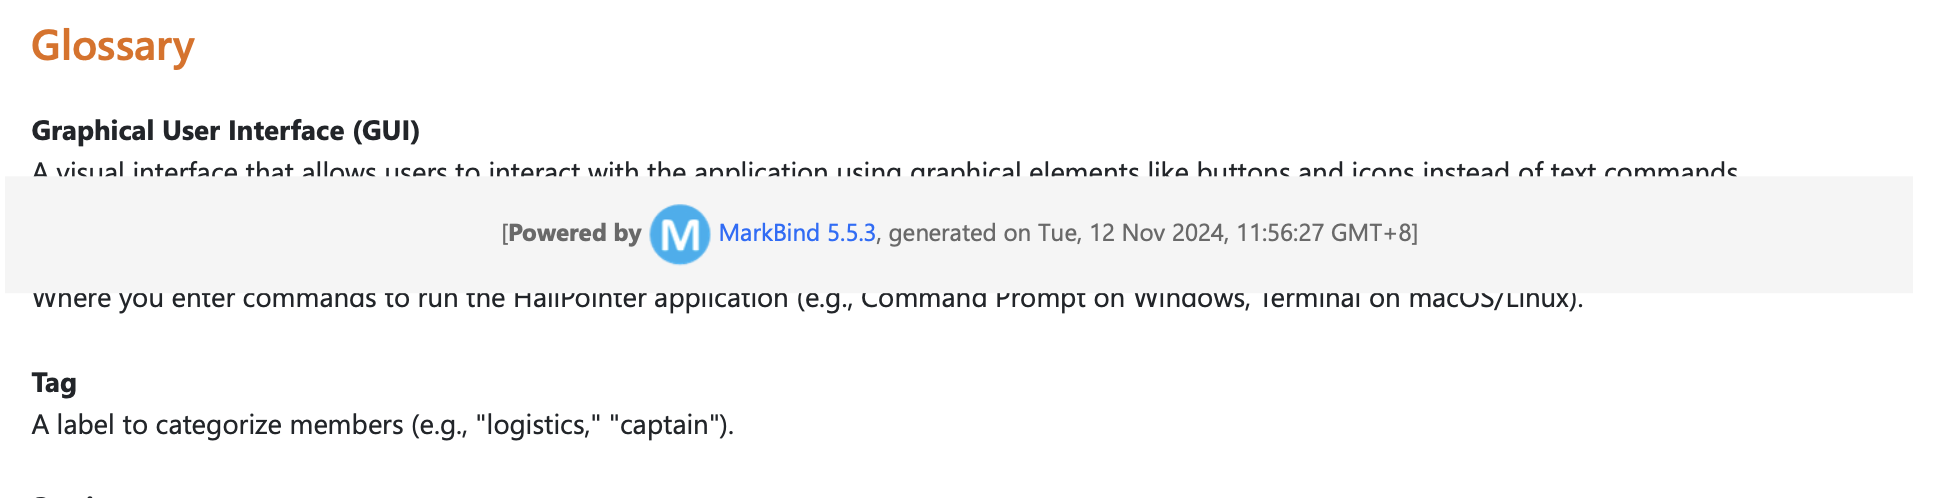 Glossary
Graphical User Interface (GUI)
A visual interface that allows users to interact with the application using graphical elements like buttons and icons instead of text commands
[Powered by M MarkBind 5.5.3, generated on Tue, 12 Nov 2024, 11:56:27 GMT+8]
Where you enter commands to run the HallPointer application (e.g., Command Prompt on Windows, Terminal on macOS/Linux).
Tag
A label to categorize members (e.g., "logistics," "captain").